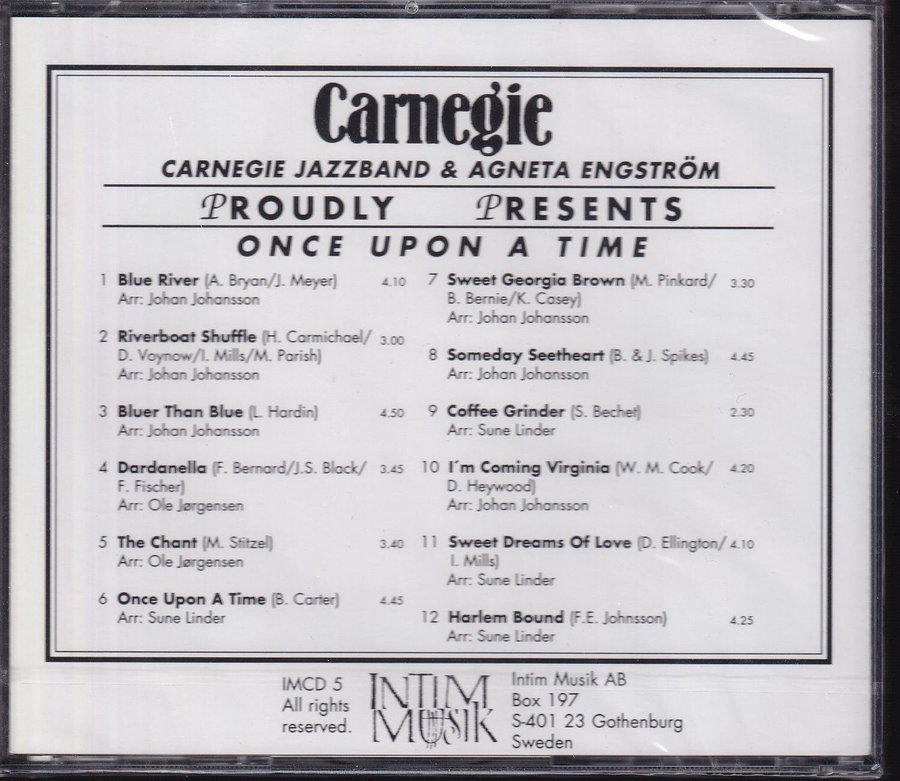 Carnegie
CARNEGIE JAZZBAND & AGNETA ENGSTRÖM
PROUDLY PRESENTS
ONCE UPON A TIME
1 Blue River (A. Bryan/J. Meyer) 4.10
Arr: Johan Johansson
2 Riverboat Shuffle (H. Carmichael/ 3.00
D. Voynow/I. Mills/M. Parish)
Arr: Johan Johansson
3 Bluer Than Blue (L. Hardin) 4.50
Arr: Johan Johansson
4 Dardanella (F. Bernard/J.S. Black/ 3.45
F. Fischer)
Arr: Ole Jørgensen
5 The Chant (M. Stitzel) 3.40
Arr: Ole Jørgensen
6 Once Upon A Time (B. Carter) 4.45
Arr: Sune Linder
7 Sweet Georgia Brown (M. Pinkard/ 3.30
B. Bernie/K. Casey)
Arr: Johan Johansson
8 Someday Seetheart (B. & J. Spikes) 4.45
Arr: Johan Johansson
9 Coffee Grinder (S. Bechet) 2.30
Arr: Sune Linder
10 I´m Coming Virginia (W. M. Cook/ 4.20
D. Heywood)
Arr: Johan Johansson
11 Sweet Dreams Of Love (D. Ellington/ 4.10
I. Mills)
Arr: Sune Linder
12 Harlem Bound (F.E. Johnsson) 4.25
Arr: Sune Linder
IMCD 5
All rights
reserved.
INTIM
MUSIK
Intim Musik AB
Box 197
S-401 23 Gothenburg
Sweden